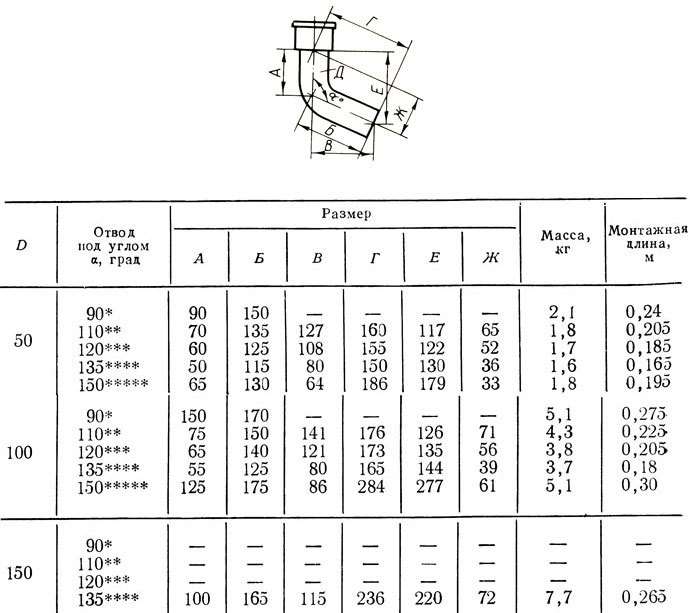 Г
А
Д
Е
α°
Ж
Б
В
D
Отвод под углом α, град
Размер
Масса, кг
Монтажная длина, м
А Б В Г Е Ж
50
90* 90 150 — — — — 2,1 0,24
110** 70 135 127 160 117 65 1,8 0,205
120*** 60 125 108 155 122 52 1,7 0,185
135**** 50 115 80 150 130 36 1,6 0,165
150***** 65 130 64 186 179 33 1,8 0,195
100
90* 150 170 — — — — 5,1 0,275
110** 75 150 141 176 126 71 4,3 0,225
120*** 65 140 121 173 135 56 3,8 0,205
135**** 55 125 80 165 144 39 3,7 0,18
150***** 125 175 86 284 277 61 5,1 0,30
150
90* — — — — — — — —
110** — — — — — — — —
120*** — — — — — — — —
135**** 100 165 115 236 220 72 7,7 0,265